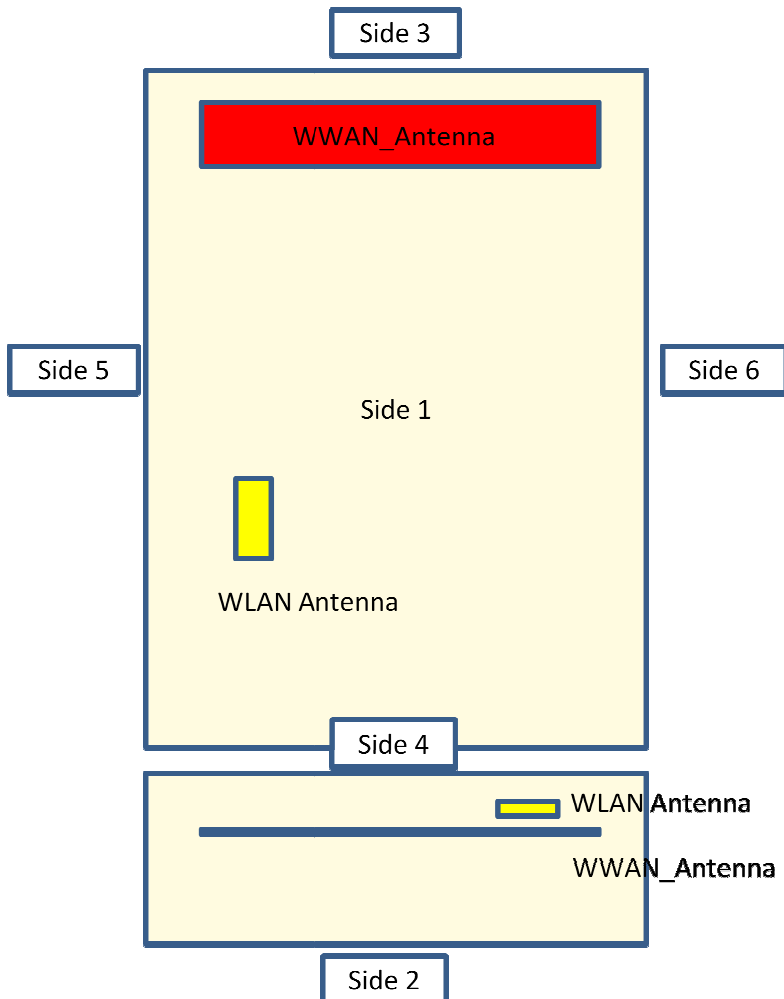 Side 3
WWAN_Antenna
Side 5
Side 6
Side 1
WLAN Antenna
Side 4
WLAN Antenna
WWAN_Antenna
Side 2